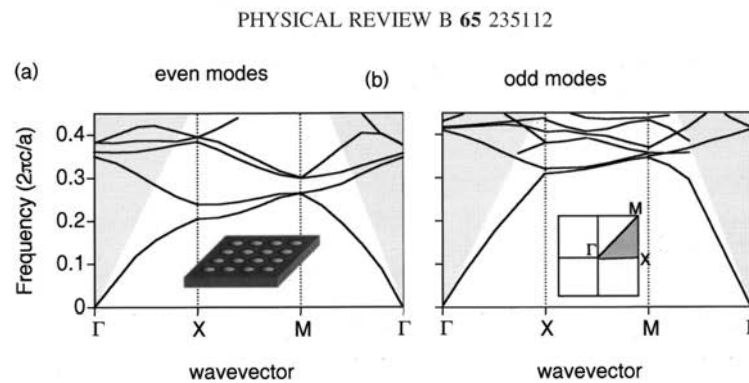 PHYSICAL REVIEW B 65 235112
(a) even modes
(b) odd modes
Frequency (2πc/a)
0.4
0.3
0.2
0.1
0
Γ X M Γ
wavevector
M
Γ
X
Γ X M Γ
wavevector